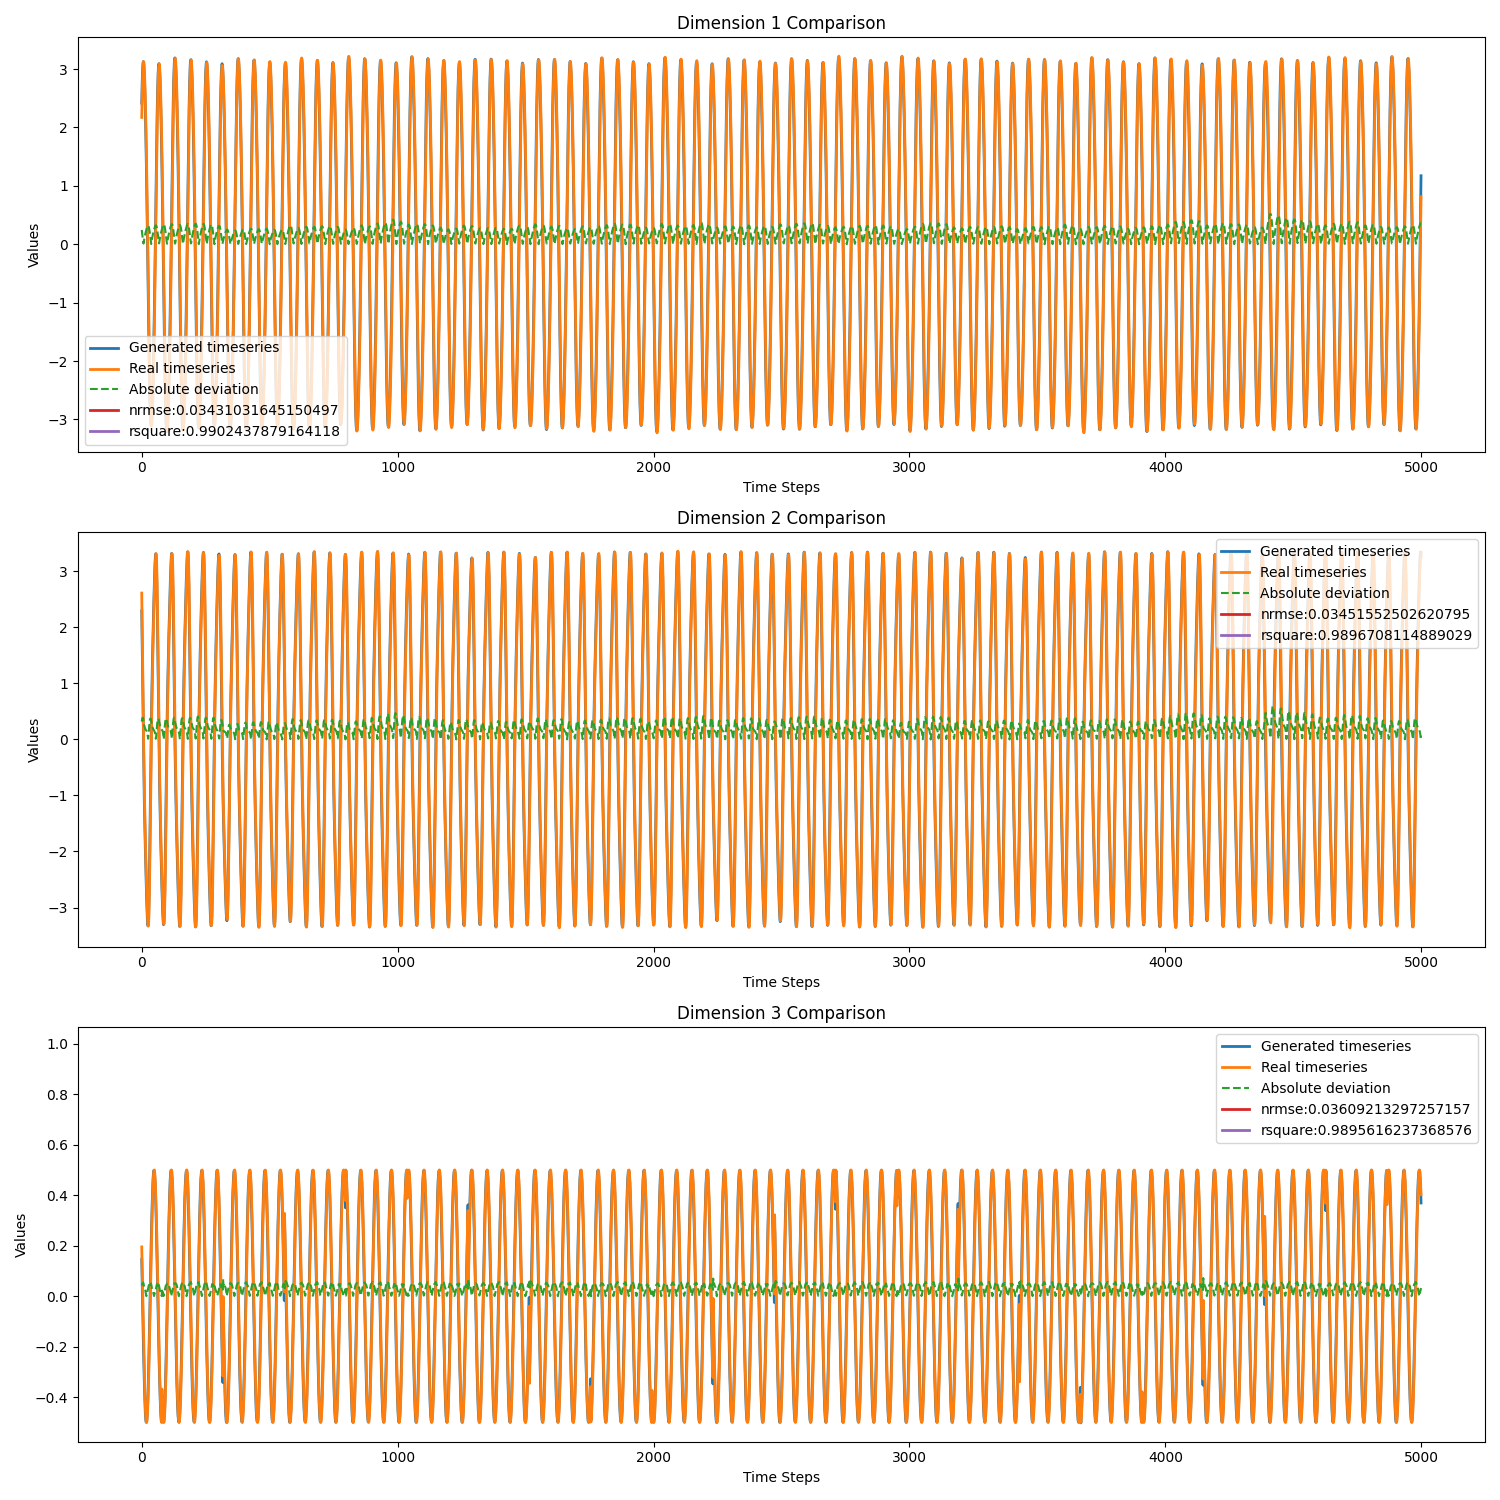 Dimension 1 Comparison
3
2
1
0
−1
−2
−3
Values
Generated timeseries
Real timeseries
Absolute deviation
nrmse:0.03431031645150497
rsquare:0.9902437879164118
0 1000 2000 3000 4000 5000
Time Steps
Dimension 2 Comparison
3
2
1
0
−1
−2
−3
Values
Generated timeseries
Real timeseries
Absolute deviation
nrmse:0.03451552502620795
rsquare:0.9896708114889029
0 1000 2000 3000 4000 5000
Time Steps
Dimension 3 Comparison
1.0
0.8
0.6
0.4
0.2
0.0
−0.2
−0.4
Values
Generated timeseries
Real timeseries
Absolute deviation
nrmse:0.03609213297257157
rsquare:0.9895616237368576
0 1000 2000 3000 4000 5000
Time Steps